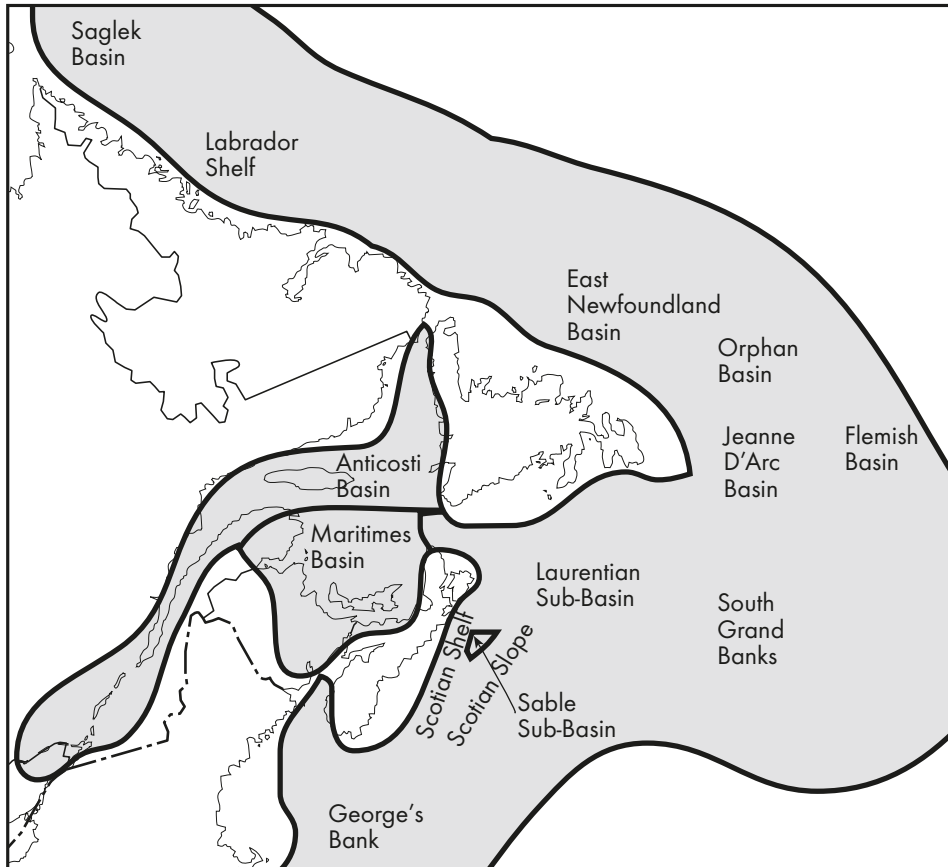 Saglek
Basin
Labrador
Shelf
East
Newfoundland
Basin
Orphan
Basin
Jeanne
D’Arc
Basin
Flemish
Basin
Anticosti
Basin
Maritimes
Basin
Laurentian
Sub-Basin
South
Grand
Banks
Scotian Shelf
Scotian Slope
Sable
Sub-Basin
George’s
Bank